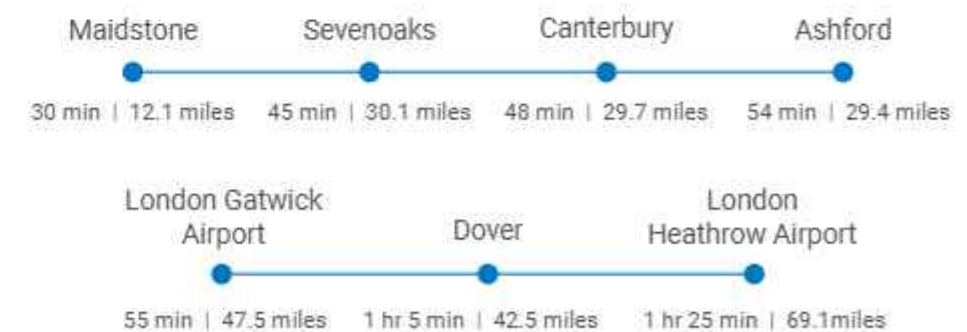 Maidstone Sevenoaks Canterbury Ashford
30 min | 12.1 miles 45 min | 30.1 miles 48 min | 29.7 miles 54 min | 29.4 miles
London Gatwick
Airport
Dover
London
Heathrow Airport
55 min | 47.5 miles 1 hr 5 min | 42.5 miles 1 hr 25 min | 69.1miles